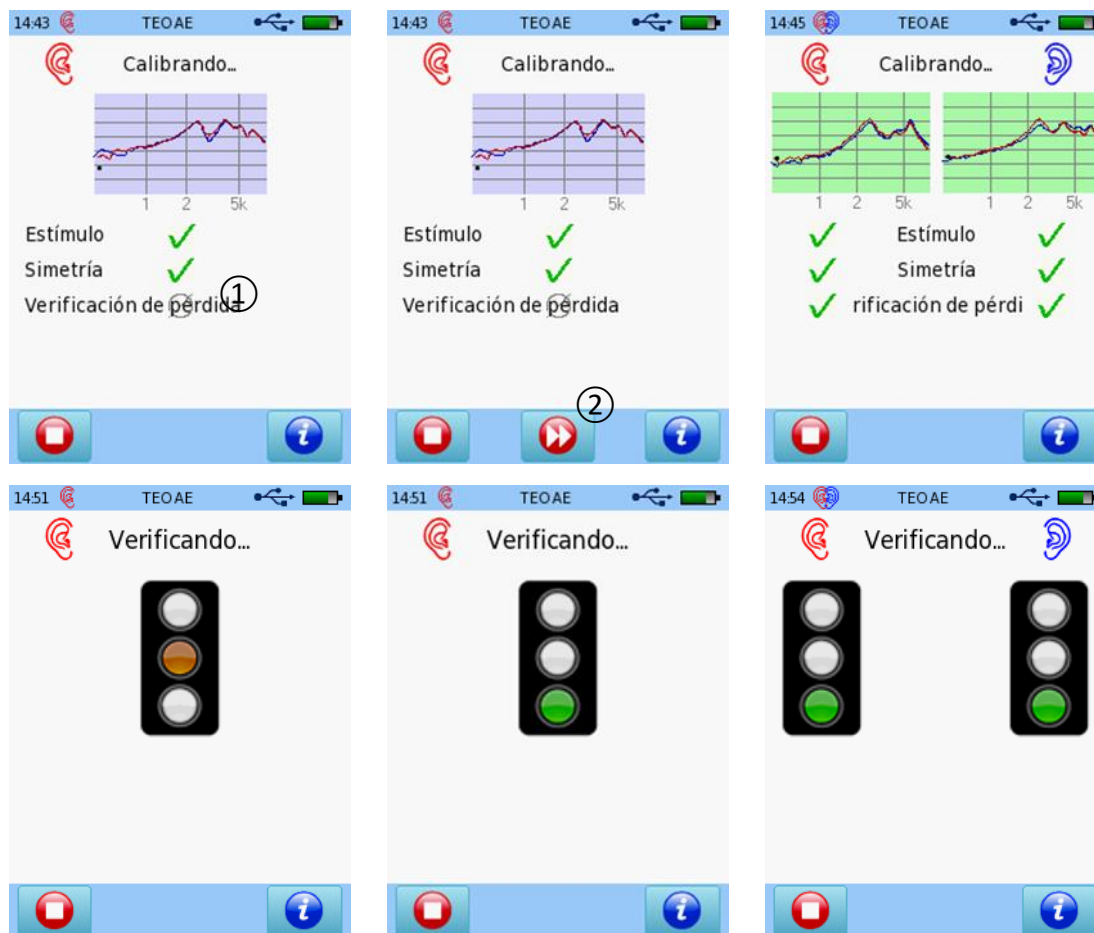 14:43 TEOAE
Calibrando…
1 2 5k
Estímulo
Simetría
Verificación de pérdida
①
14:43 TEOAE
Calibrando…
1 2 5k
Estímulo
Simetría
Verificación de pérdida
②
14:45 TEOAE
Calibrando…
1 2 5k 1 2 5k
Estímulo
Simetría
rificación de pérdi
14:51 TEOAE
Verificando…
14:51 TEOAE
Verificando…
14:54 TEOAE
Verificando…